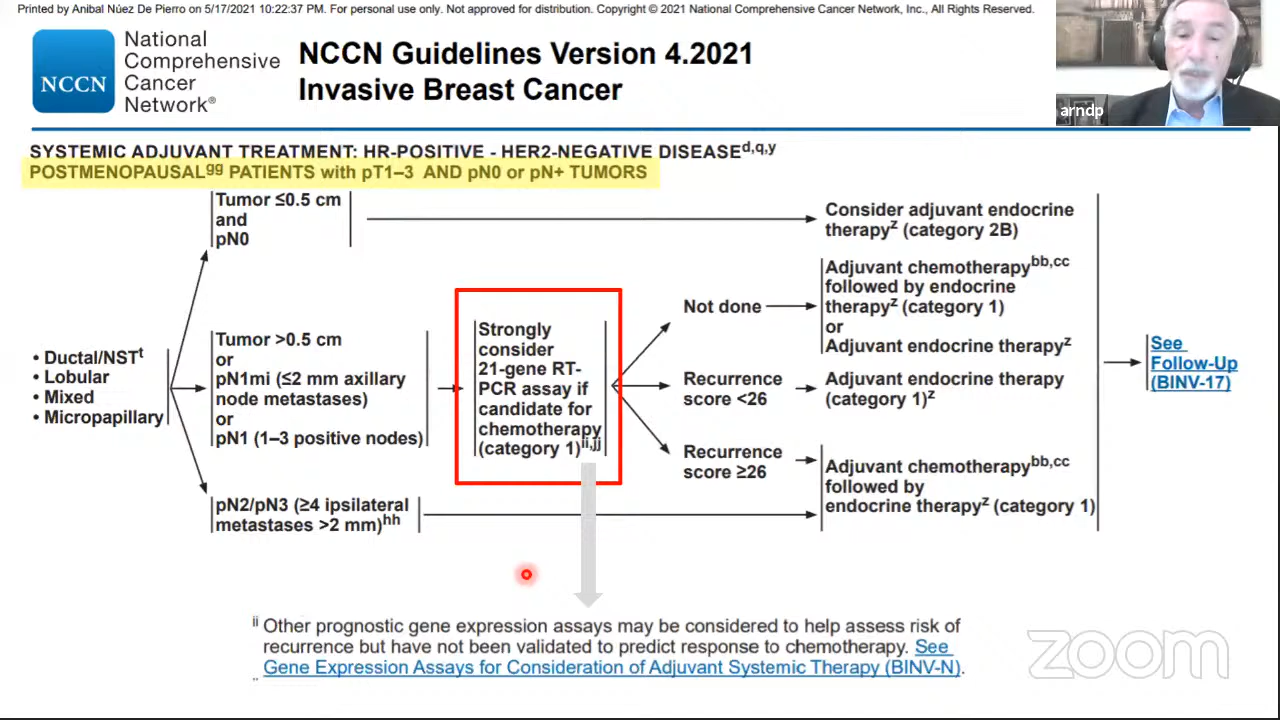 Printed by Anibal Núez De Pierro on 5/17/2021 10:22:37 PM. For personal use only. Not approved for distribution. Copyright © 2021 National Comprehensive Cancer Network, Inc., All Rights Reserved.
NCCN
National
Comprehensive
Cancer
Network®
NCCN Guidelines Version 4.2021
Invasive Breast Cancer
arndp
SYSTEMIC ADJUVANT TREATMENT: HR-POSITIVE - HER2-NEGATIVE DISEASEd,q,y
POSTMENOPAUSALgg PATIENTS with pT1–3 AND pN0 or pN+ TUMORS
• Ductal/NSTt
• Lobular
• Mixed
• Micropapillary
Tumor ≤0.5 cm
and
pN0
Tumor >0.5 cm
or
pN1mi (≤2 mm axillary
node metastases)
or
pN1 (1–3 positive nodes)
pN2/pN3 (≥4 ipsilateral
metastases >2 mm)hh
Strongly
consider
21-gene RT-
PCR assay if
candidate for
chemotherapy
(category 1)ii,jj
Not done
Recurrence
score <26
Recurrence
score ≥26
Consider adjuvant endocrine
therapyz (category 2B)
Adjuvant chemotherapybb,cc
followed by endocrine
therapyz (category 1)
or
Adjuvant endocrine therapyz
Adjuvant endocrine therapy
(category 1)z
Adjuvant chemotherapybb,cc
followed by
endocrine therapyz (category 1)
See
Follow-Up
(BINV-17)
ii Other prognostic gene expression assays may be considered to help assess risk of
recurrence but have not been validated to predict response to chemotherapy. See
Gene Expression Assays for Consideration of Adjuvant Systemic Therapy (BINV-N).
zoom